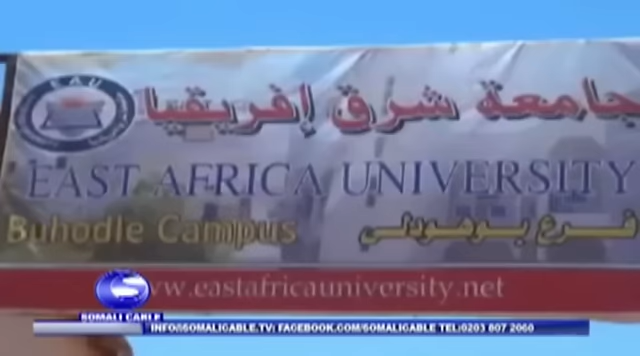 EAU
جامعة شرق إفريقيا
EAST AFRICA UNIVERSITY
Buhodle Campus فرع بوهودلي
www.eastafricauniversity.net
SOMALI CABLE
INFO@SOMALICABLE.TV; FACEBOOK.COM/SOMALICABLE TEL:0203 807 2060